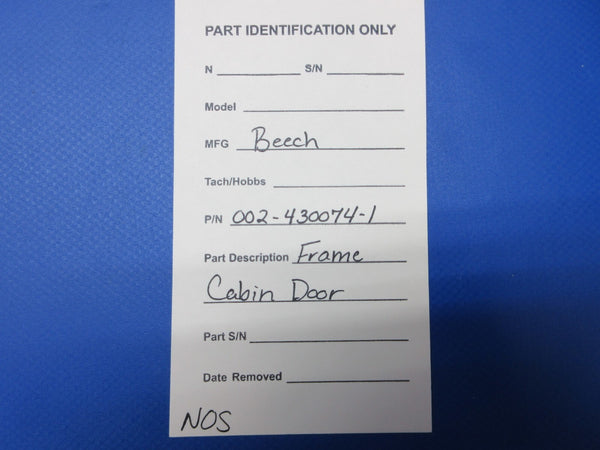 PART IDENTIFICATION ONLY
N S/N
Model
MFG Beech
Tach/Hobbs
P/N 002-430074-1
Part Description Frame
Cabin Door
Part S/N
Date Removed
NOS